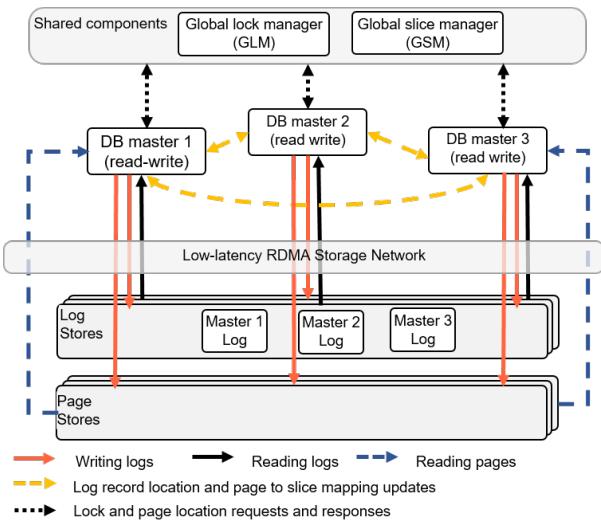 Shared components
Global lock manager
(GLM)
Global slice manager
(GSM)
DB master 1
(read-write)
DB master 2
(read write)
DB master 3
(read write)
Low-latency RDMA Storage Network
Log
Stores
Master 1
Log
Master 2
Log
Master 3
Log
Page
Stores
Writing logs
Reading logs
Reading pages
Log record location and page to slice mapping updates
Lock and page location requests and responses